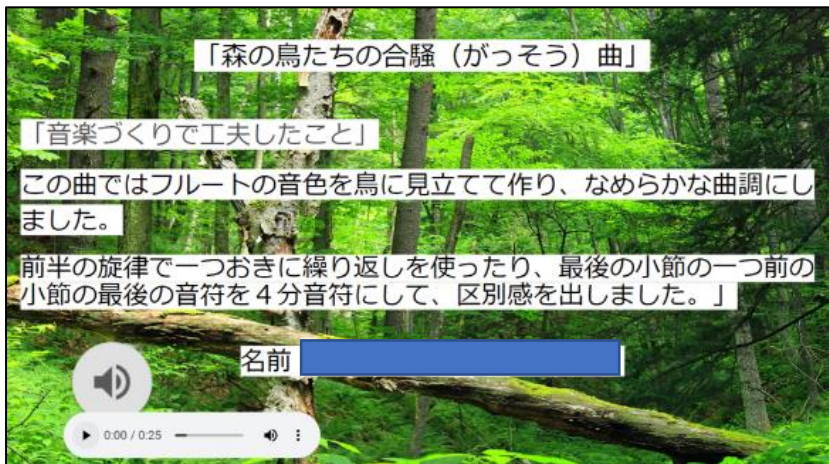 「森の鳥たちの合騒（がっそう）曲」
「音楽づくりで工夫したこと」
この曲ではフルートの音色を鳥に見立てて作り、なめらかな曲調にし
ました。
前半の旋律で一つおきに繰り返しを使ったり、最後の小節の一つ前の
小節の最後の音符を４分音符にして、区別感を出しました。」
名前
0:00 / 0:25